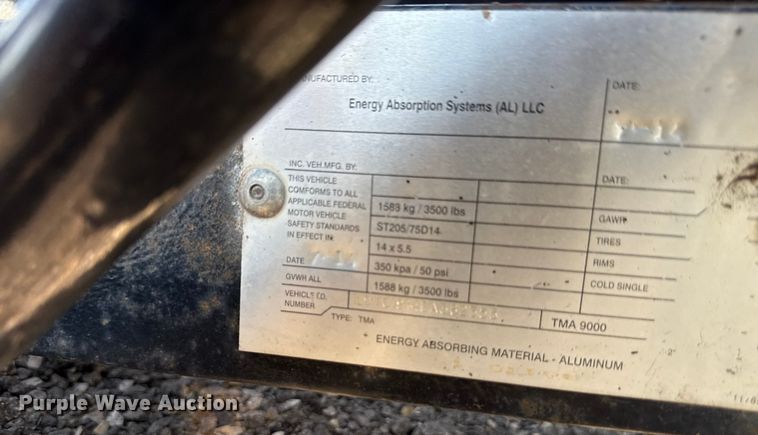 MANUFACTURED BY:
DATE:
Energy Absorption Systems (AL) LLC
INC. VEH. MFG. BY:
DATE:
THIS VEHICLE
CONFORMS TO ALL
APPLICABLE FEDERAL
MOTOR VEHICLE
SAFETY STANDARDS
IN EFFECT IN
DATE
1583 kg / 3500 lbs
GAWR
ST205/75D14
TIRES
14 x 5.5
RIMS
350 kpa / 50 psi
COLD SINGLE
GVWR ALL
1588 kg / 3500 lbs
VEHICLE I.D.
NUMBER
TYPE: TMA
TMA 9000
ENERGY ABSORBING MATERIAL - ALUMINUM
Purple Wave Auction